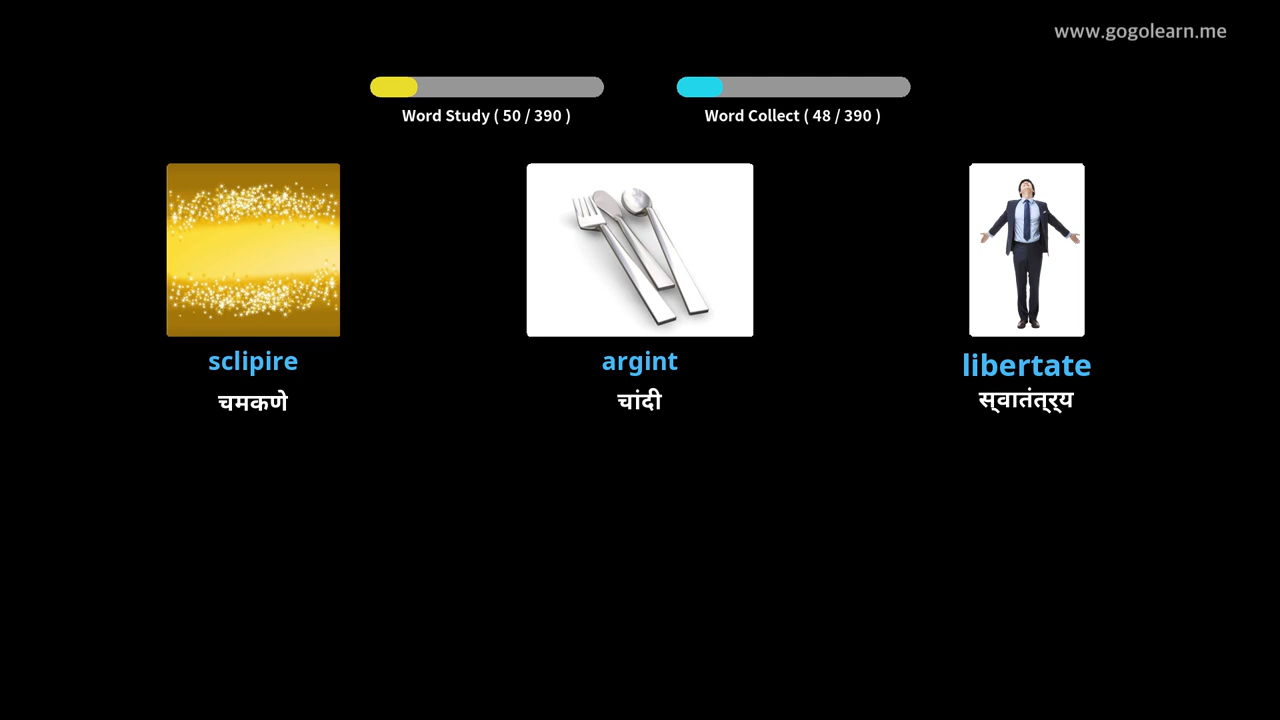 www.gogolearn.me
Word Study ( 50 / 390 )
Word Collect ( 48 / 390 )
sclipire
argint
libertate
चमकणे
चांदी
स्वातंत्र्य